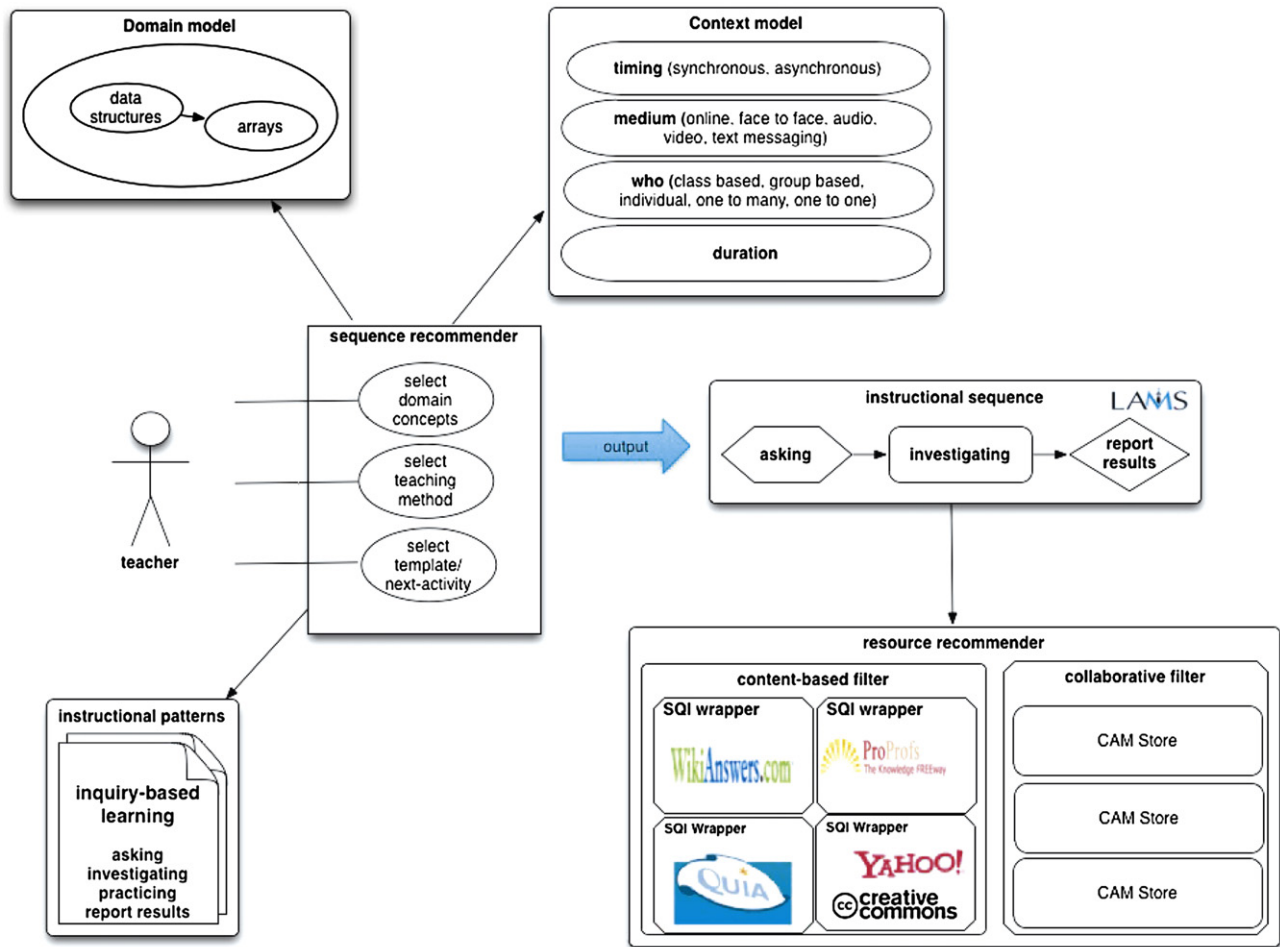 Domain model
data
structures
arrays
Context model
timing (synchronous, asynchronous)
medium (online, face to face, audio,
video, text messaging)
who (class based, group based,
individual, one to many, one to one)
duration
sequence recommender
select
domain
concepts
select
teaching
method
select
template/
next-activity
teacher
output
instructional sequence
LAMS
asking
investigating
report
results
instructional patterns
inquiry-based
learning
asking
investigating
practicing
report results
resource recommender
content-based filter
SQI wrapper
WikiAnswers.com
SQI wrapper
ProProfs
The Knowledge FREEway
SQI Wrapper
QUIA
SQI Wrapper
YAHOO!
cc creative
commons
collaborative filter
CAM Store
CAM Store
CAM Store